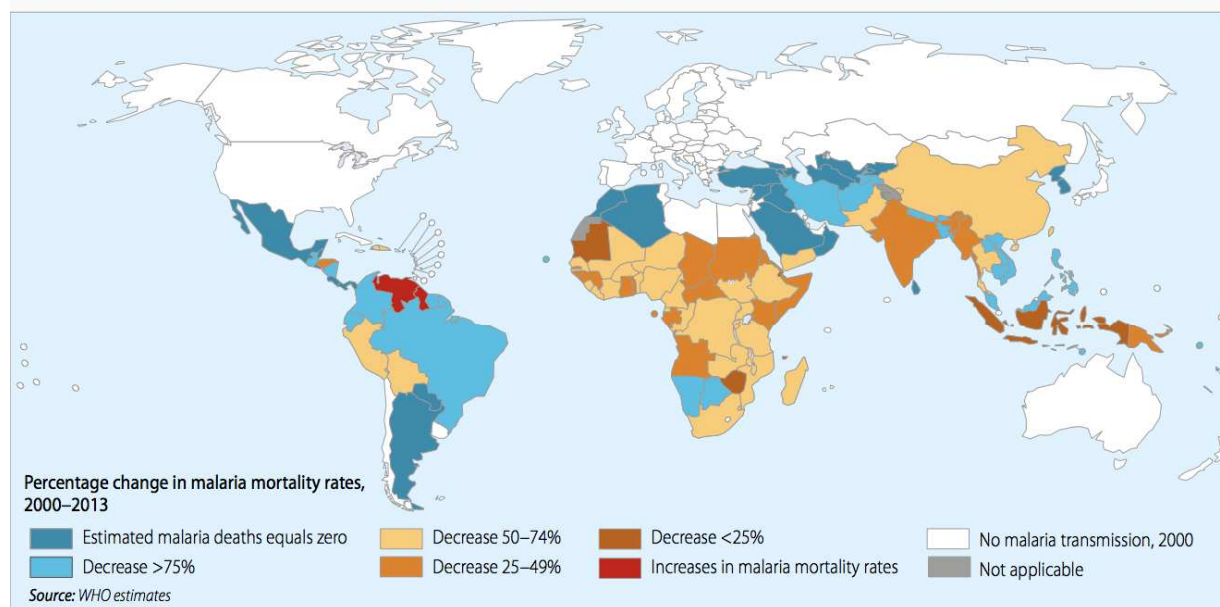 Percentage change in malaria mortality rates,
2000–2013
Estimated malaria deaths equals zero
Decrease >75%
Decrease 50–74%
Decrease 25–49%
Decrease <25%
Increases in malaria mortality rates
No malaria transmission, 2000
Not applicable
Source: WHO estimates